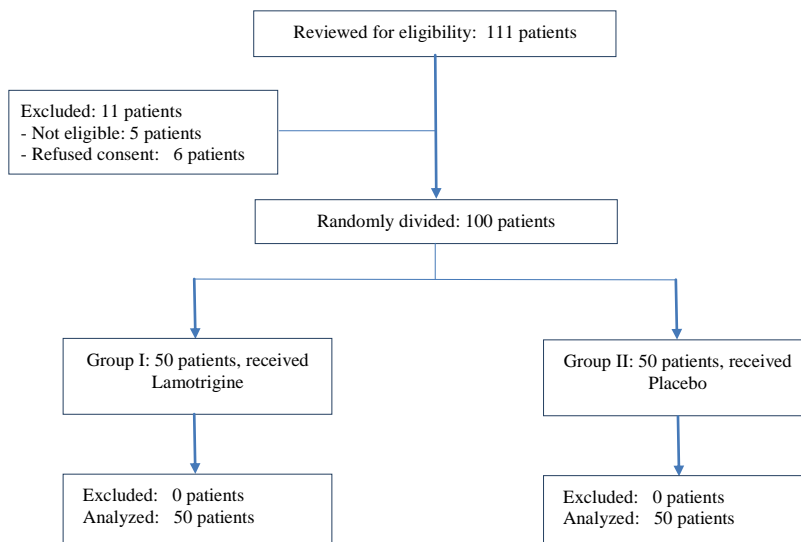 Reviewed for eligibility: 111 patients
Excluded: 11 patients
- Not eligible: 5 patients
- Refused consent: 6 patients
Randomly divided: 100 patients
Group I: 50 patients, received
Lamotrigine
Group II: 50 patients, received
Placebo
Excluded: 0 patients
Analyzed: 50 patients
Excluded: 0 patients
Analyzed: 50 patients